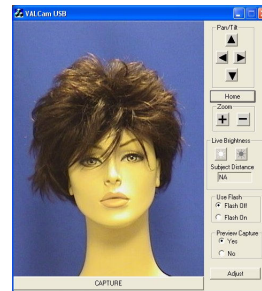 VALCam USB
Pan/Tilt
Home
Zoom
Live Brightness
Subject Distance
NA
Use Flash
Flash Off
Flash On
Preview Capture
Yes
No
CAPTURE
Adjust